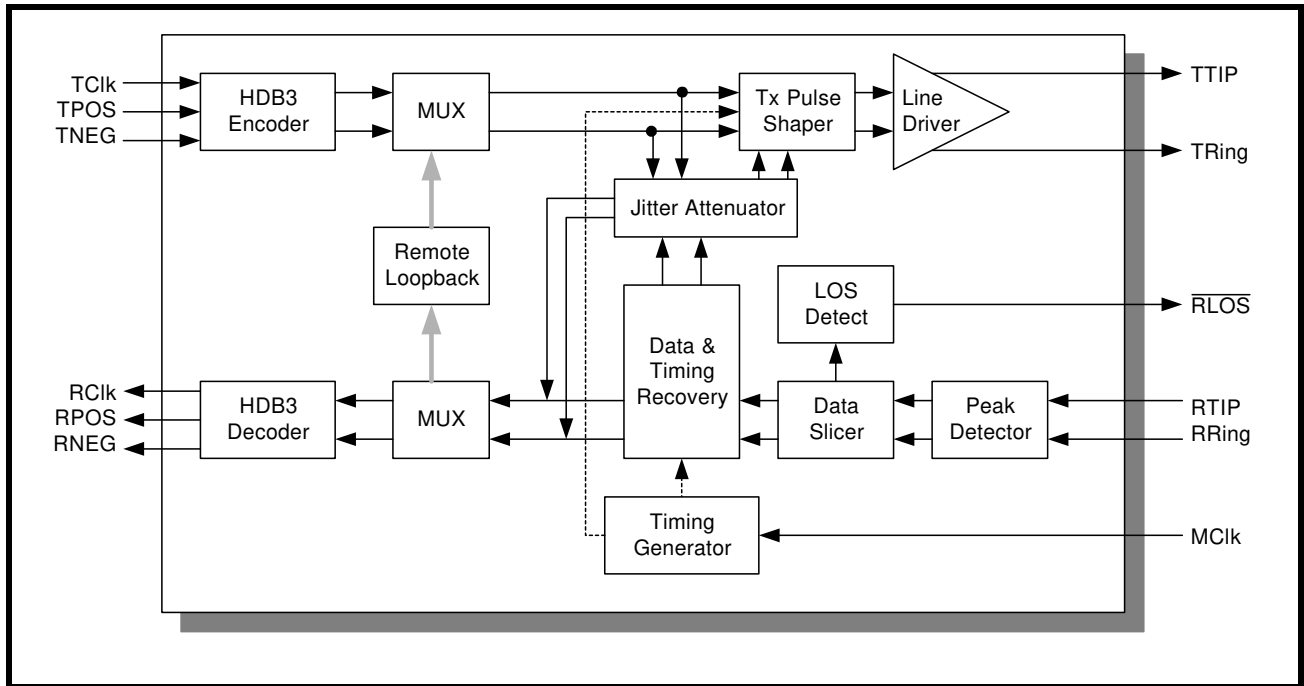 TClk
TPOS
TNEG
HDB3
Encoder
MUX
Tx Pulse
Shaper
Line
Driver
TTIP
TRing
Jitter Attenuator
Remote
Loopback
LOS
Detect
RLOS
Data &
Timing
Recovery
RClk
RPOS
RNEG
HDB3
Decoder
MUX
Data
Slicer
Peak
Detector
RTIP
RRing
Timing
Generator
MClk